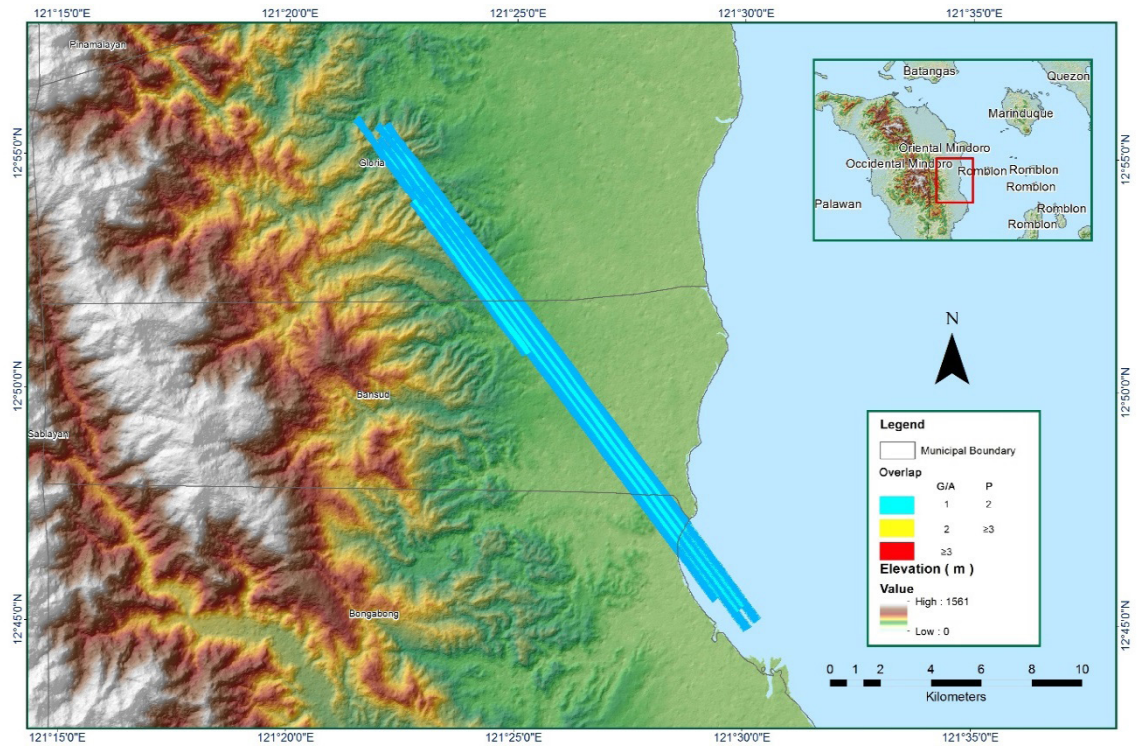 121°15'0"E 121°20'0"E 121°25'0"E 121°30'0"E 121°35'0"E
Pinamalayan
Batangas
Quezon
Marinduque
Oriental Mindoro
Occidental Mindoro
Romblon Romblon
Romblon
Palawan
Romblon
Romblon
12°55'0"N 12°55'0"N
Gloria
N
12°50'0"N 12°50'0"N
Bansud
Sablayan
Legend
Municipal Boundary
Overlap
G/A P
1 2
2 ≥3
≥3
Elevation ( m )
Value
High : 1561
Low : 0
Bongabong
12°45'0"N 12°45'0"N
0 1 2 4 6 8 10
Kilometers
121°15'0"E 121°20'0"E 121°25'0"E 121°30'0"E 121°35'0"E